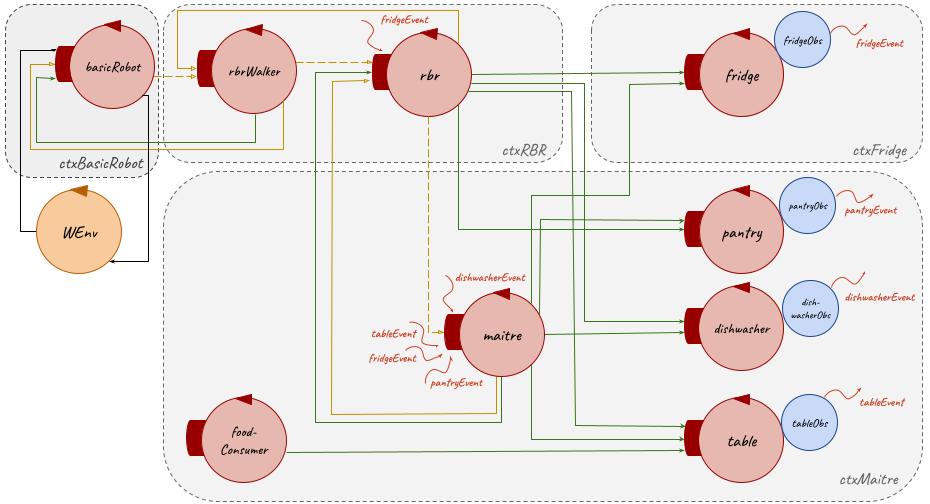 fridgeEvent
fridgeObs
fridgeEvent
basicRobot
rbrWalker
rbr
fridge
ctxBasicRobot
ctxRBR
ctxFridge
WEnv
pantry
pantryObs
pantryEvent
dishwasherEvent
tableEvent
fridgeEvent
pantryEvent
maitre
dishwasher
dish-
washerObs
dishwasherEvent
food-
Consumer
table
tableObs
tableEvent
ctxMaitre